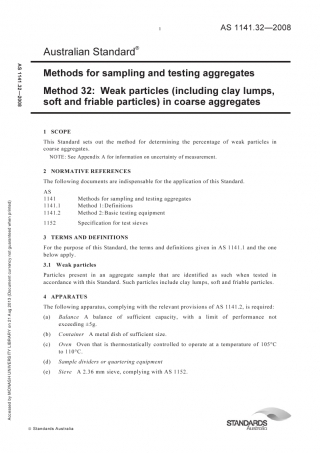 1
AS 1141.32—2008
Australian Standard®
Methods for sampling and testing aggregates
Method 32: Weak particles (including clay lumps,
soft and friable particles) in coarse aggregates
1 SCOPE
This Standard sets out the method for determining the percentage of weak particles in
coarse aggregates.
NOTE: See Appendix A for information on uncertainty of measurement.
2 NORMATIVE REFERENCES
The following documents are indispensable for the application of this Standard.
AS
1141 Methods for sampling and testing aggregates
1141.1 Method 1: Definitions
1141.2 Method 2: Basic testing equipment
1152 Specification for test sieves
3 TERMS AND DEFINITIONS
For the purpose of this Standard, the terms and definitions given in AS 1141.1 and the one
below apply.
3.1 Weak particles
Particles present in an aggregate sample that are identified as such when tested in
accordance with this Standard. Such particles include clay lumps, soft and friable particles.
4 APPARATUS
The following apparatus, complying with the relevant provisions of AS 1141.2, is required:
(a) Balance A balance of sufficient capacity, with a limit of performance not
exceeding ±5g.
(b) Container A metal dish of sufficient size.
(c) Oven Oven that is thermostatically controlled to operate at a temperature of 105°C
to 110°C.
(d) Sample dividers or quartering equipment
(e) Sieve A 2.36 mm sieve, complying with AS 1152.
AS 1141.32—2008
Accessed by MONASH UNIVERSITY LIBRARY on 21 Aug 2012 (Document currency not guaranteed when printed)
© Standards Australia
STANDARDS
Australia